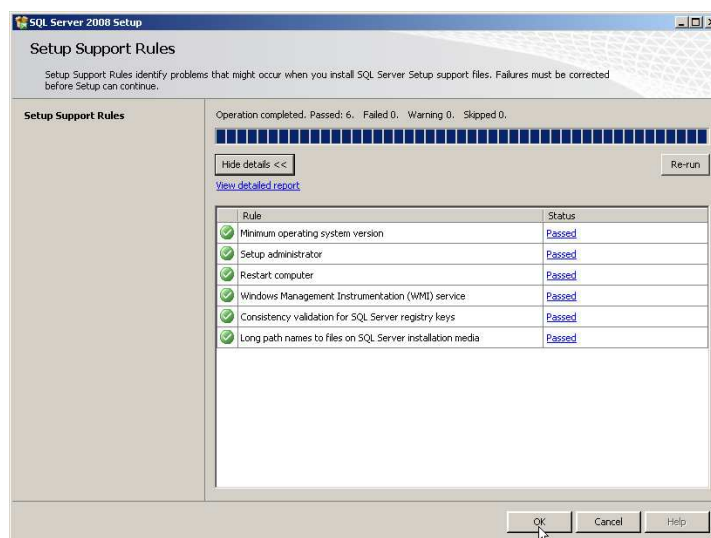 SQL Server 2008 Setup
Setup Support Rules
Setup Support Rules identify problems that might occur when you install SQL Server Setup support files. Failures must be corrected
before Setup can continue.
Setup Support Rules
Operation completed. Passed: 6. Failed 0. Warning 0. Skipped 0.
Hide details <<
Re-run
View detailed report
Rule Status
Minimum operating system version Passed
Setup administrator Passed
Restart computer Passed
Windows Management Instrumentation (WMI) service Passed
Consistency validation for SQL Server registry keys Passed
Long path names to files on SQL Server installation media Passed
OK Cancel Help